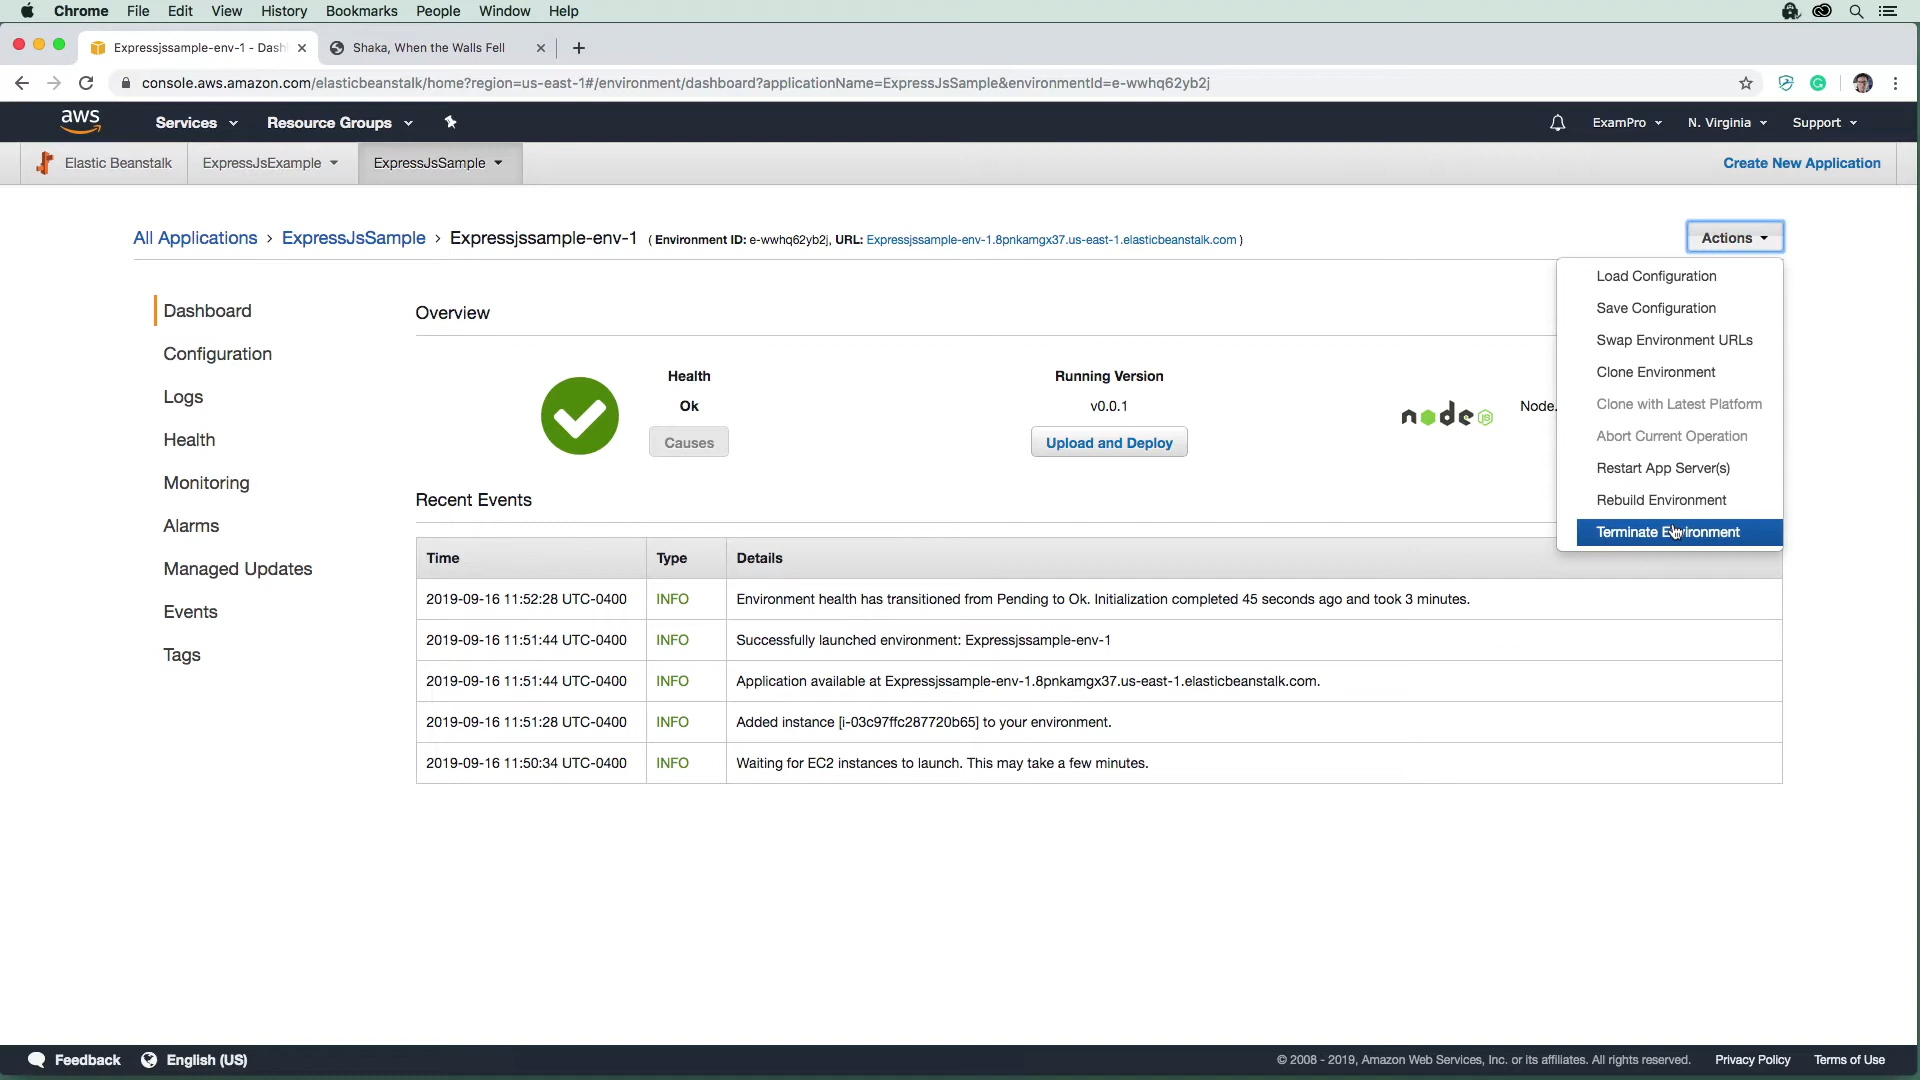 Chrome File Edit View History Bookmarks People Window Help
Expressjssample-env-1 - Dash
Shaka, When the Walls Fell
console.aws.amazon.com/elasticbeanstalk/home?region=us-east-1#/environment/dashboard?applicationName=ExpressJsSample&environmentId=e-wwhq62yb2j
aws Services Resource Groups ExamPro N. Virginia Support
Elastic Beanstalk ExpressJsExample ExpressJsSample Create New Application
All Applications › ExpressJsSample › Expressjssample-env-1 ( Environment ID: e-wwhq62yb2j, URL: Expressjssample-env-1.8pnkamgx37.us-east-1.elasticbeanstalk.com )
Actions
Load Configuration
Save Configuration
Swap Environment URLs
Clone Environment
Clone with Latest Platform
Abort Current Operation
Restart App Server(s)
Rebuild Environment
Terminate Environment
Dashboard
Configuration
Logs
Health
Monitoring
Alarms
Managed Updates
Events
Tags
Overview
Health
Ok
Causes
Running Version
v0.0.1
Upload and Deploy
node JS
Node.
Recent Events
Time Type Details
2019-09-16 11:52:28 UTC-0400 INFO Environment health has transitioned from Pending to Ok. Initialization completed 45 seconds ago and took 3 minutes.
2019-09-16 11:51:44 UTC-0400 INFO Successfully launched environment: Expressjssample-env-1
2019-09-16 11:51:44 UTC-0400 INFO Application available at Expressjssample-env-1.8pnkamgx37.us-east-1.elasticbeanstalk.com.
2019-09-16 11:51:28 UTC-0400 INFO Added instance [i-03c97ffc287720b65] to your environment.
2019-09-16 11:50:34 UTC-0400 INFO Waiting for EC2 instances to launch. This may take a few minutes.
Feedback English (US) © 2008 - 2019, Amazon Web Services, Inc. or its affiliates. All rights reserved. Privacy Policy Terms of Use